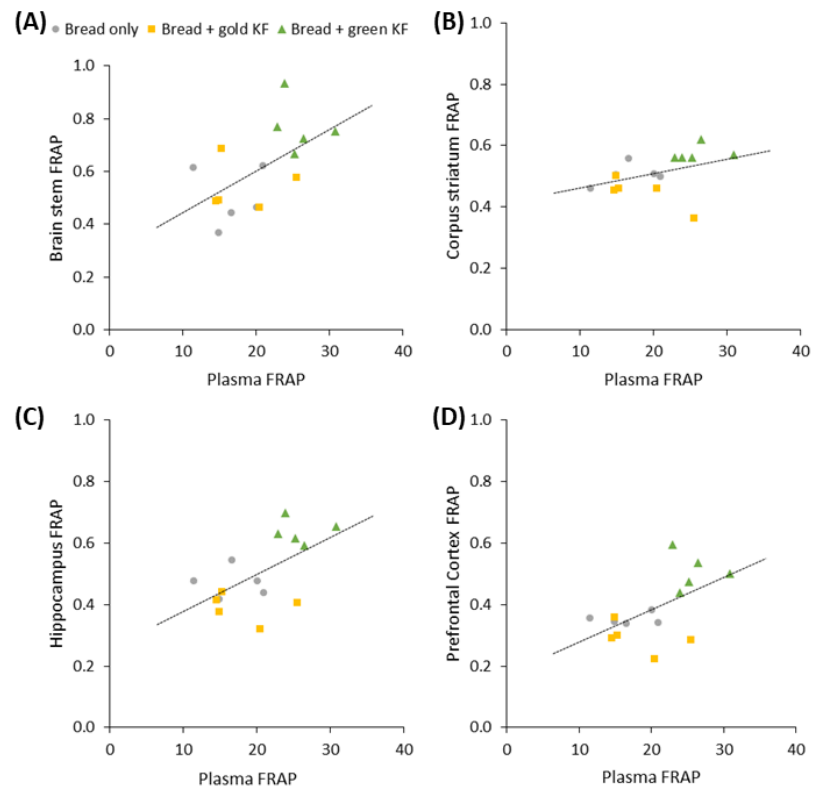 (A) Bread only Bread + gold KF Bread + green KF (B)
1.0
0.8
0.6
0.4
0.2
0.0
0 10 20 30 40
Brain stem FRAP
Plasma FRAP
1.0
0.8
0.6
0.4
0.2
0.0
0 10 20 30 40
Corpus striatum FRAP
Plasma FRAP
(C)
1.0
0.8
0.6
0.4
0.2
0.0
0 10 20 30 40
Hippocampus FRAP
Plasma FRAP
(D)
1.0
0.8
0.6
0.4
0.2
0.0
0 10 20 30 40
Prefrontal Cortex FRAP
Plasma FRAP